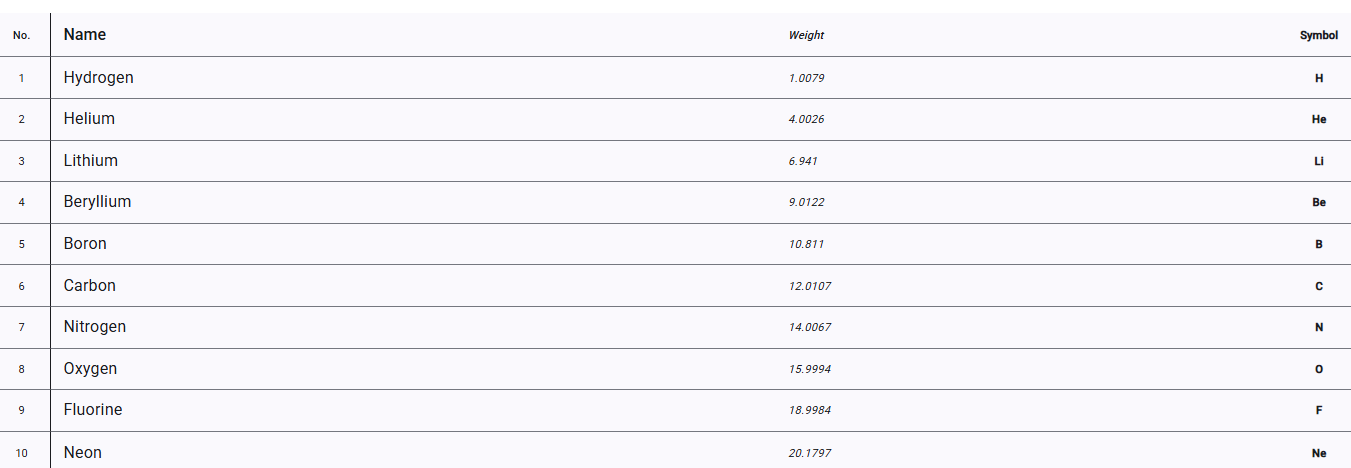 No. Name Weight Symbol
1 Hydrogen 1.0079 H
2 Helium 4.0026 He
3 Lithium 6.941 Li
4 Beryllium 9.0122 Be
5 Boron 10.811 B
6 Carbon 12.0107 C
7 Nitrogen 14.0067 N
8 Oxygen 15.9994 O
9 Fluorine 18.9984 F
10 Neon 20.1797 Ne